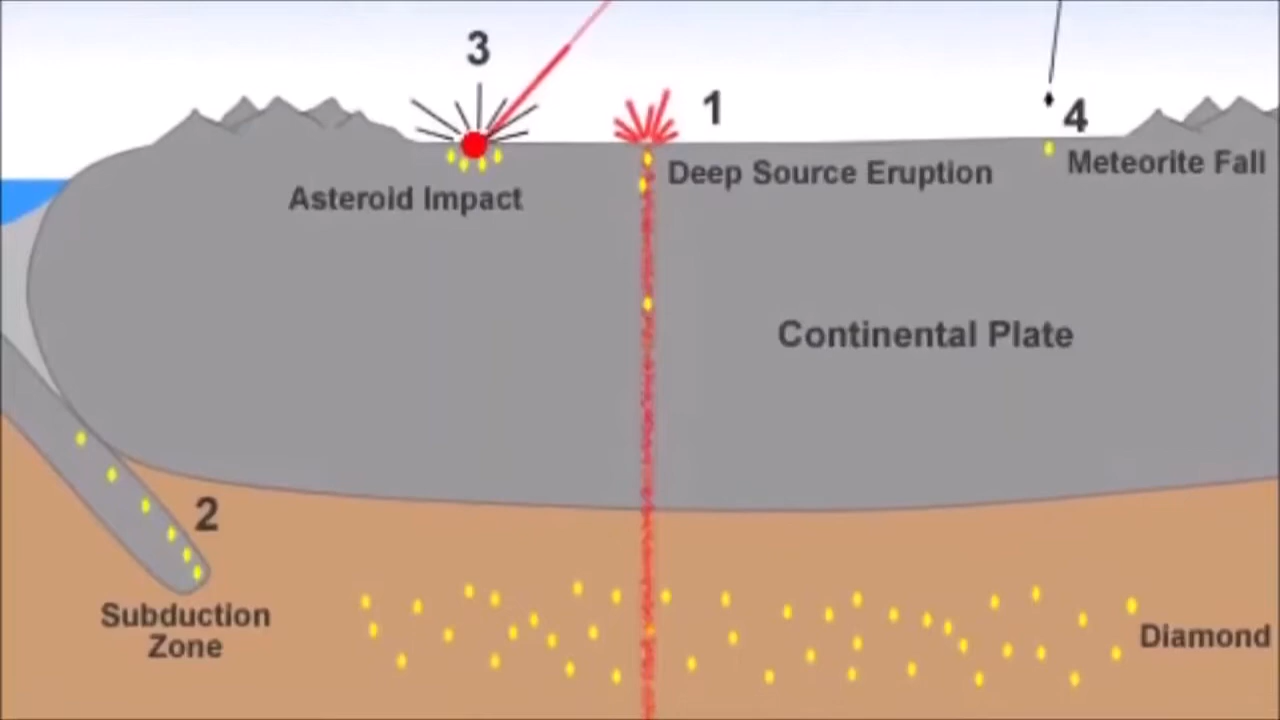 3
1
4
Deep Source Eruption
Meteorite Fall
Asteroid Impact
Continental Plate
2
Subduction
Zone
Diamond